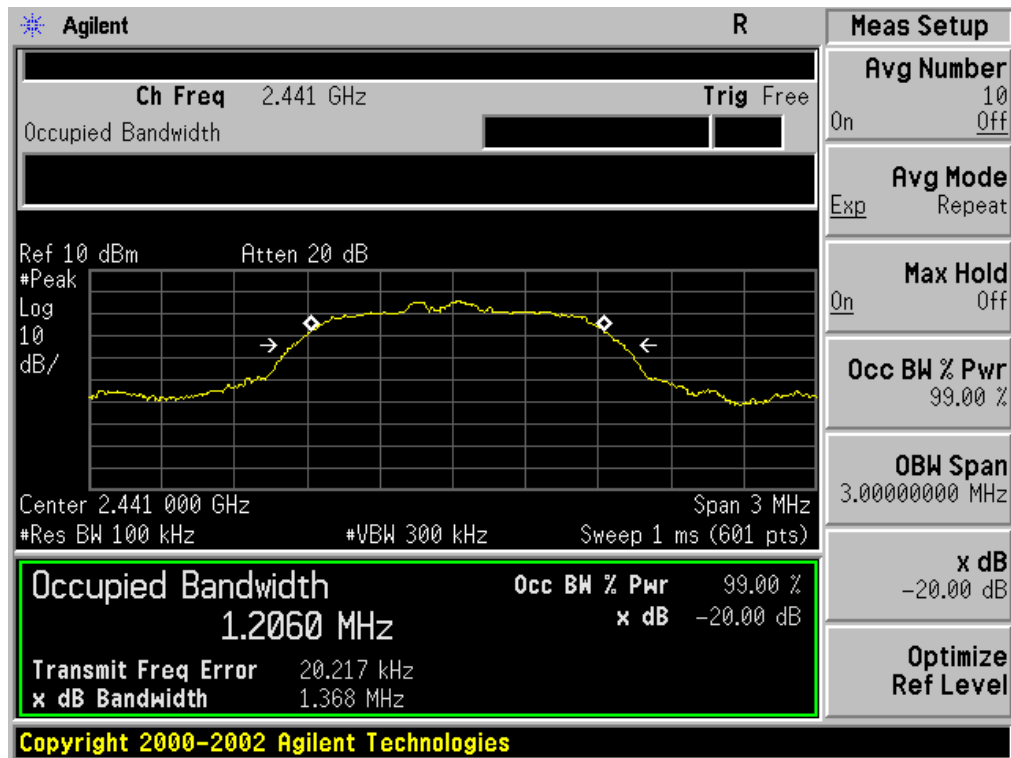 Agilent R Meas Setup
Ch Freq 2.441 GHz Trig Free
Occupied Bandwidth
Ref 10 dBm Atten 20 dB
#Peak
Log
10
dB/
Center 2.441 000 GHz Span 3 MHz
#Res BW 100 kHz #VBW 300 kHz Sweep 1 ms (601 pts)
Occupied Bandwidth Occ BW % Pwr 99.00 %
1.2060 MHz x dB -20.00 dB
Transmit Freq Error 20.217 kHz
x dB Bandwidth 1.368 MHz
Copyright 2000-2002 Agilent Technologies
Avg Number
10
On Off
Avg Mode
Exp Repeat
Max Hold
On Off
Occ BW % Pwr
99.00 %
OBW Span
3.00000000 MHz
x dB
-20.00 dB
Optimize
Ref Level